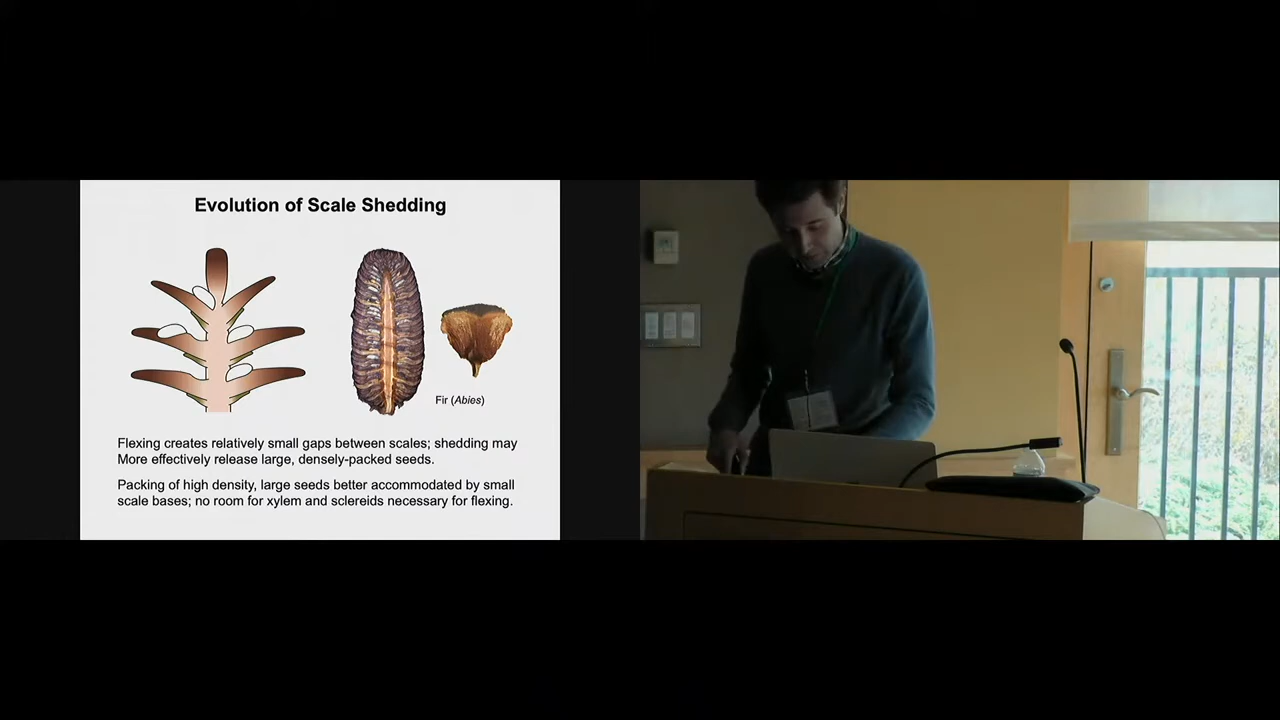 Evolution of Scale Shedding
Fir (Abies)
Flexing creates relatively small gaps between scales; shedding may
More effectively release large, densely-packed seeds.
Packing of high density, large seeds better accommodated by small
scale bases; no room for xylem and sclereids necessary for flexing.